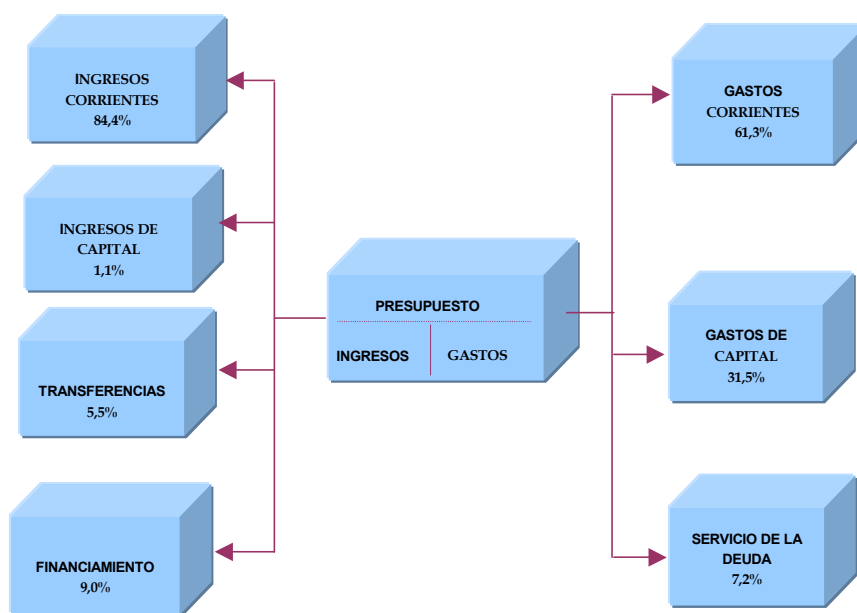 INGRESOS
CORRIENTES
84,4%
INGRESOS DE
CAPITAL
1,1%
TRANSFERENCIAS
5,5%
FINANCIAMIENTO
9,0%
PRESUPUESTO
INGRESOS
GASTOS
GASTOS
CORRIENTES
61,3%
GASTOS DE
CAPITAL
31,5%
SERVICIO DE LA
DEUDA
7,2%